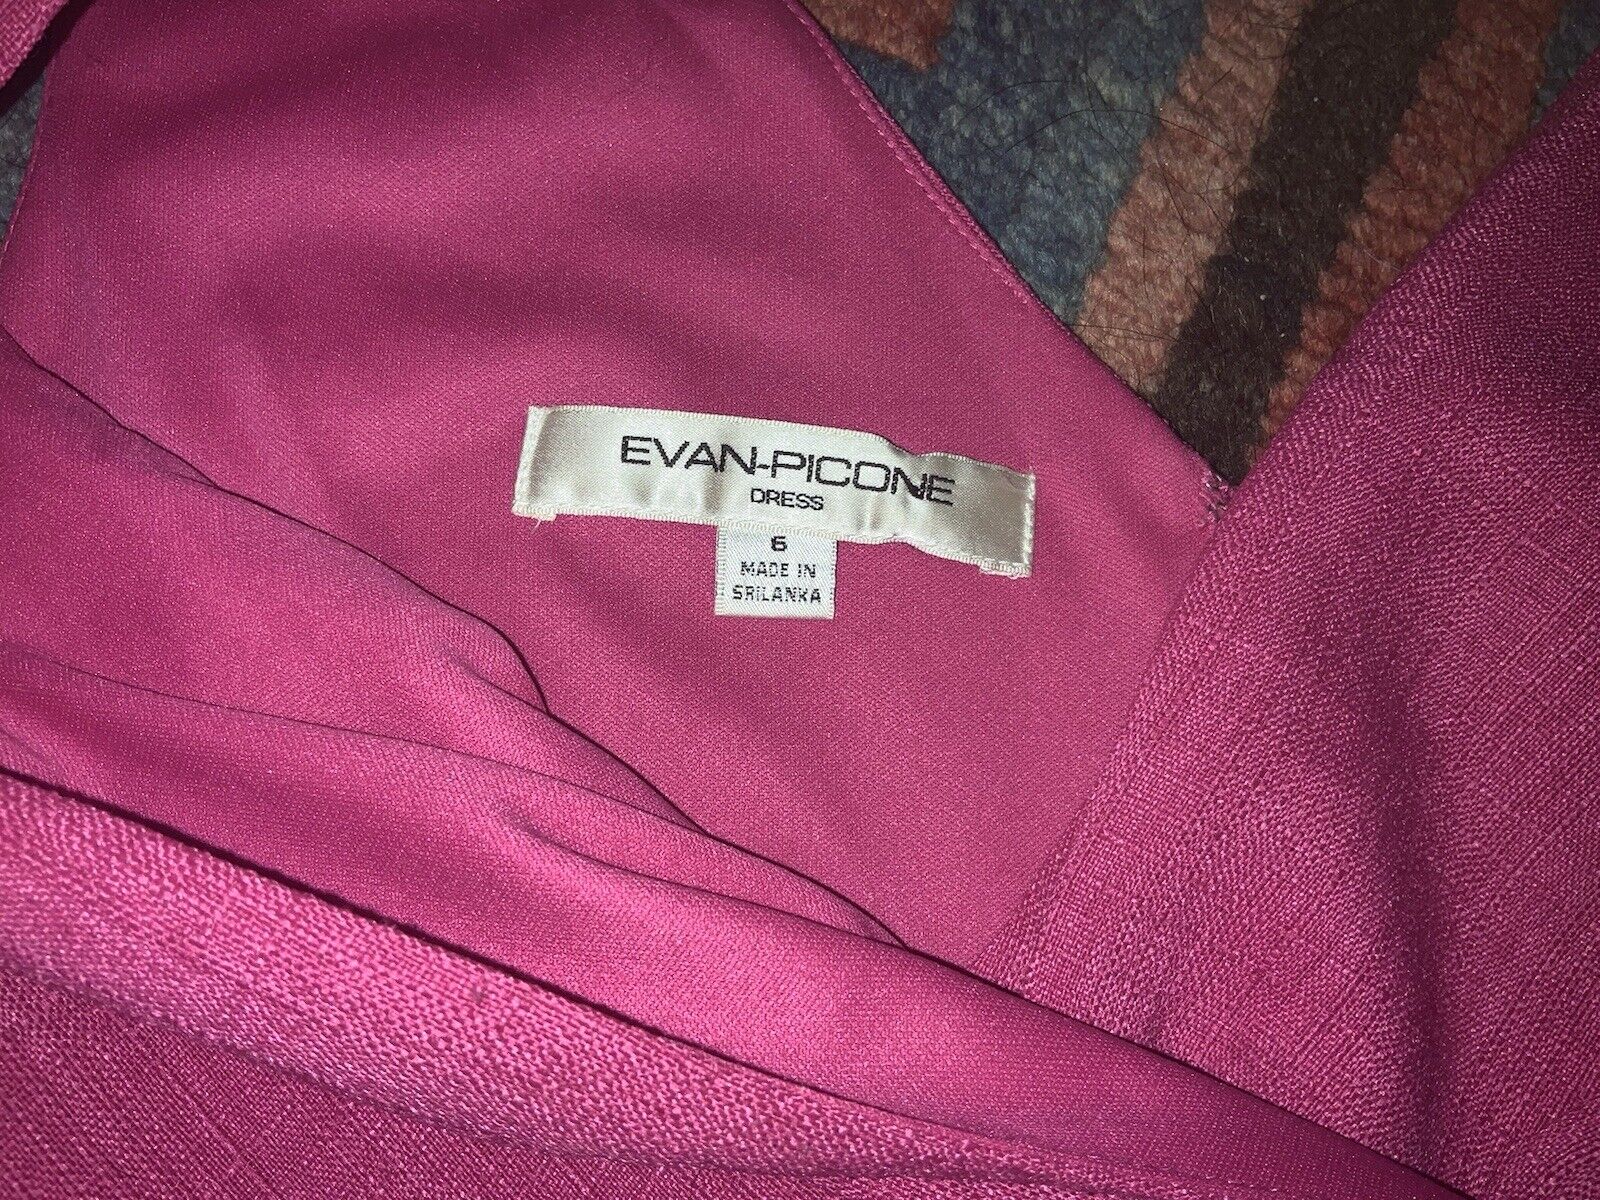 EVAN-PICONE
DRESS
6
MADE IN
SRILANKA